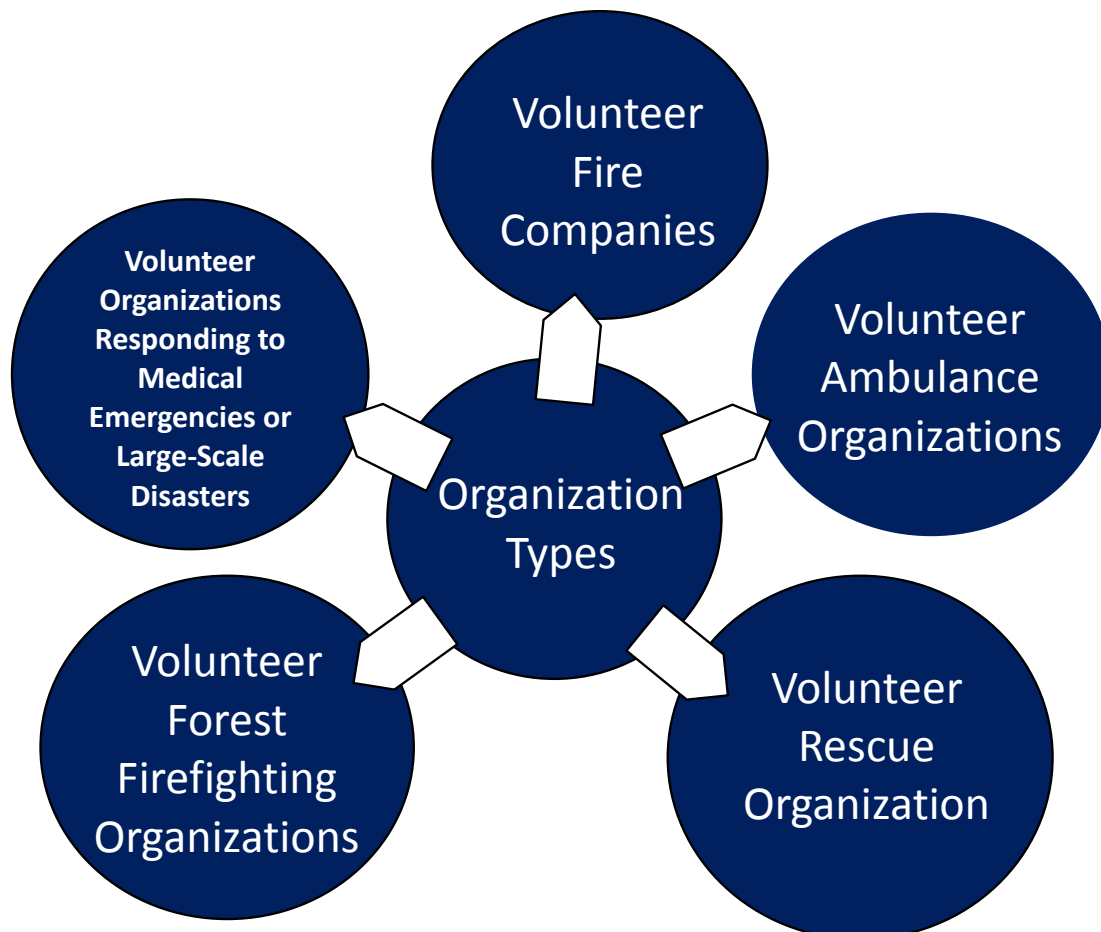 Volunteer
Fire
Companies
Volunteer
Organizations
Responding to
Medical
Emergencies or
Large-Scale
Disasters
Volunteer
Ambulance
Organizations
Organization
Types
Volunteer
Forest
Firefighting
Organizations
Volunteer
Rescue
Organization